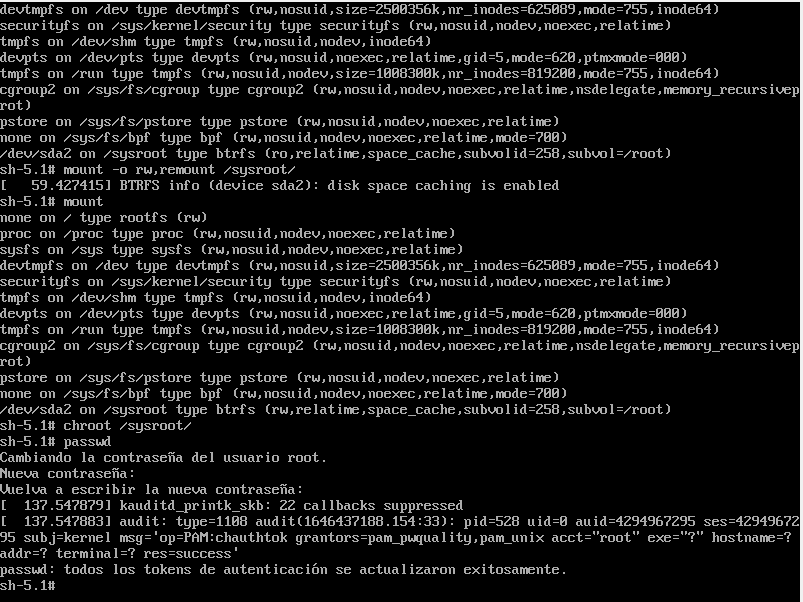 devtmpfs on /dev type devtmpfs (rw,nosuid,size=2500356k,nr_inodes=625089,mode=755,inode64)
securityfs on /sys/kernel/security type securityfs (rw,nosuid,nodev,noexec,relatime)
tmpfs on /dev/shm type tmpfs (rw,nosuid,nodev,inode64)
devpts on /dev/pts type devpts (rw,nosuid,noexec,relatime,gid=5,mode=620,ptmxmode=000)
tmpfs on /run type tmpfs (rw,nosuid,nodev,size=1008300k,nr_inodes=819200,mode=755,inode64)
cgroup2 on /sys/fs/cgroup type cgroup2 (rw,nosuid,nodev,noexec,relatime,nsdelegate,memory_recursivep
rot)
pstore on /sys/fs/pstore type pstore (rw,nosuid,nodev,noexec,relatime)
none on /sys/fs/bpf type bpf (rw,nosuid,nodev,noexec,relatime,mode=700)
/dev/sda2 on /sysroot type btrfs (ro,relatime,space_cache,subvolid=258,subvol=/root)
sh-5.1# mount -o rw,remount /sysroot/
[   59.427415] BTRFS info (device sda2): disk space caching is enabled
sh-5.1# mount
none on / type rootfs (rw)
proc on /proc type proc (rw,nosuid,nodev,noexec,relatime)
sysfs on /sys type sysfs (rw,nosuid,nodev,noexec,relatime)
devtmpfs on /dev type devtmpfs (rw,nosuid,size=2500356k,nr_inodes=625089,mode=755,inode64)
securityfs on /sys/kernel/security type securityfs (rw,nosuid,nodev,noexec,relatime)
tmpfs on /dev/shm type tmpfs (rw,nosuid,nodev,inode64)
devpts on /dev/pts type devpts (rw,nosuid,noexec,relatime,gid=5,mode=620,ptmxmode=000)
tmpfs on /run type tmpfs (rw,nosuid,nodev,size=1008300k,nr_inodes=819200,mode=755,inode64)
cgroup2 on /sys/fs/cgroup type cgroup2 (rw,nosuid,nodev,noexec,relatime,nsdelegate,memory_recursivep
rot)
pstore on /sys/fs/pstore type pstore (rw,nosuid,nodev,noexec,relatime)
none on /sys/fs/bpf type bpf (rw,nosuid,nodev,noexec,relatime,mode=700)
/dev/sda2 on /sysroot type btrfs (rw,relatime,space_cache,subvolid=258,subvol=/root)
sh-5.1# chroot /sysroot/
sh-5.1# passwd
Cambiando la contraseña del usuario root.
Nueva contraseña:
Vuelva a escribir la nueva contraseña:
[  137.547879] kauditd_printk_skb: 22 callbacks suppressed
[  137.547883] audit: type=1108 audit(1646437188.154:33): pid=528 uid=0 auid=4294967295 ses=42949672
95 subj=kernel msg='op=PAM:chauthtok grantors=pam_pwquality,pam_unix acct="root" exe="?" hostname=?
addr=? terminal=? res=success'
passwd: todos los tokens de autenticación se actualizaron exitosamente.
sh-5.1#